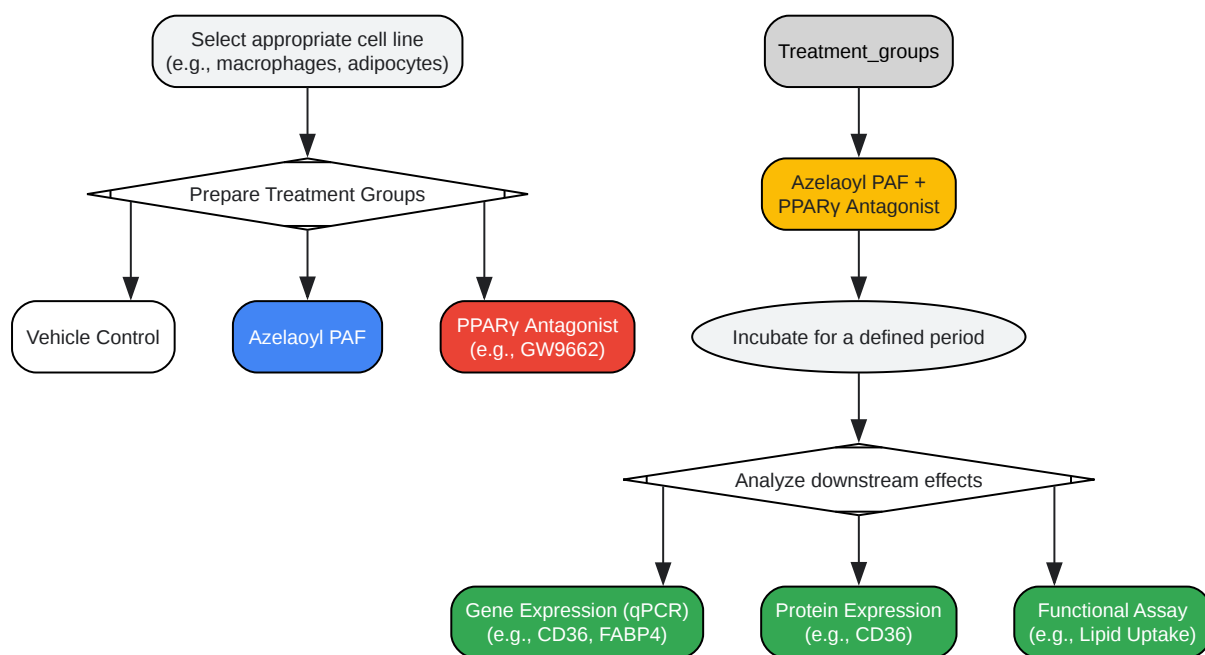 Select appropriate cell line
(e.g., macrophages, adipocytes)
Prepare Treatment Groups
Vehicle Control
Azelaoyl PAF
PPARγ Antagonist
(e.g., GW9662)
Treatment_groups
Azelaoyl PAF +
PPARγ Antagonist
Incubate for a defined period
Analyze downstream effects
Gene Expression (qPCR)
(e.g., CD36, FABP4)
Protein Expression
(e.g., CD36)
Functional Assay
(e.g., Lipid Uptake)